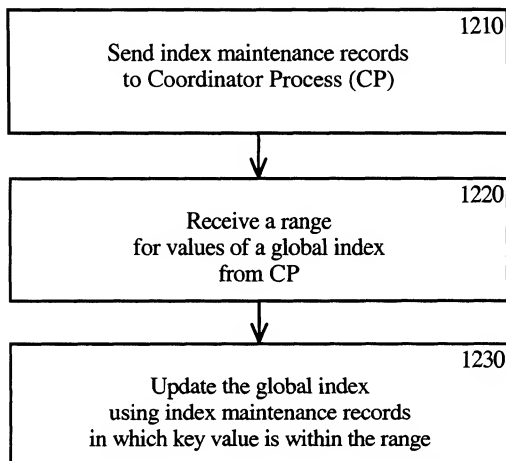 1210
Send index maintenance records
to Coordinator Process (CP)
1220
Receive a range
for values of a global index
from CP
1230
Update the global index
using index maintenance records
in which key value is within the range